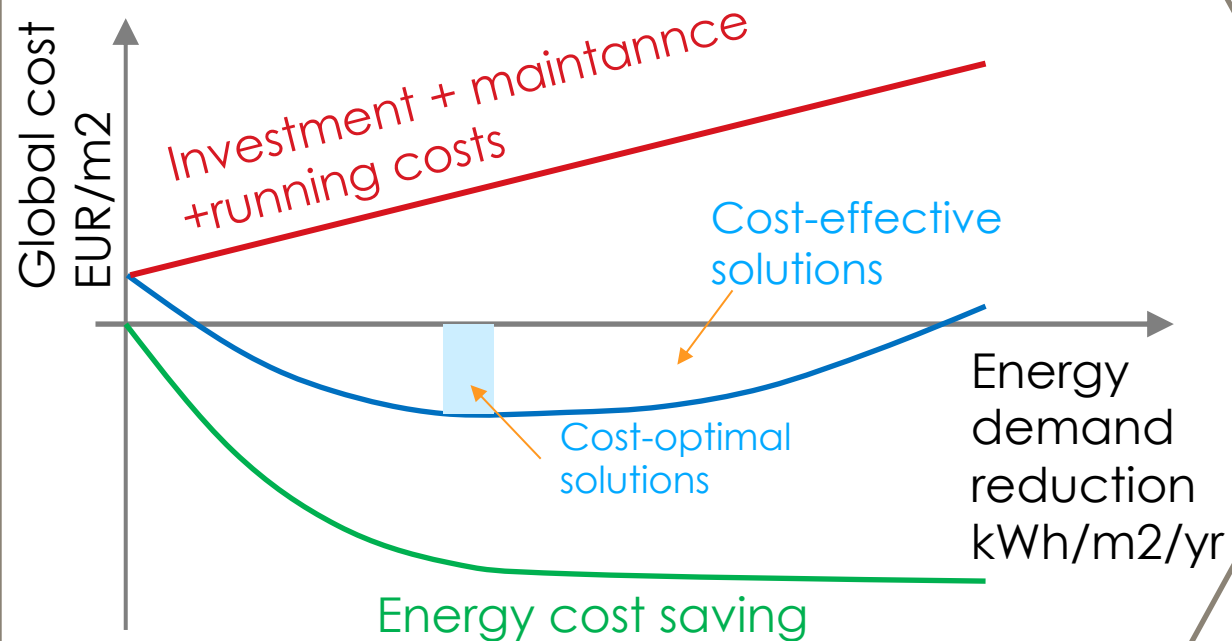 Global cost
EUR/m2
Investment + maintannce
+running costs
Cost-effective
solutions
Cost-optimal
solutions
Energy
demand
reduction
kWh/m2/yr
Energy cost saving